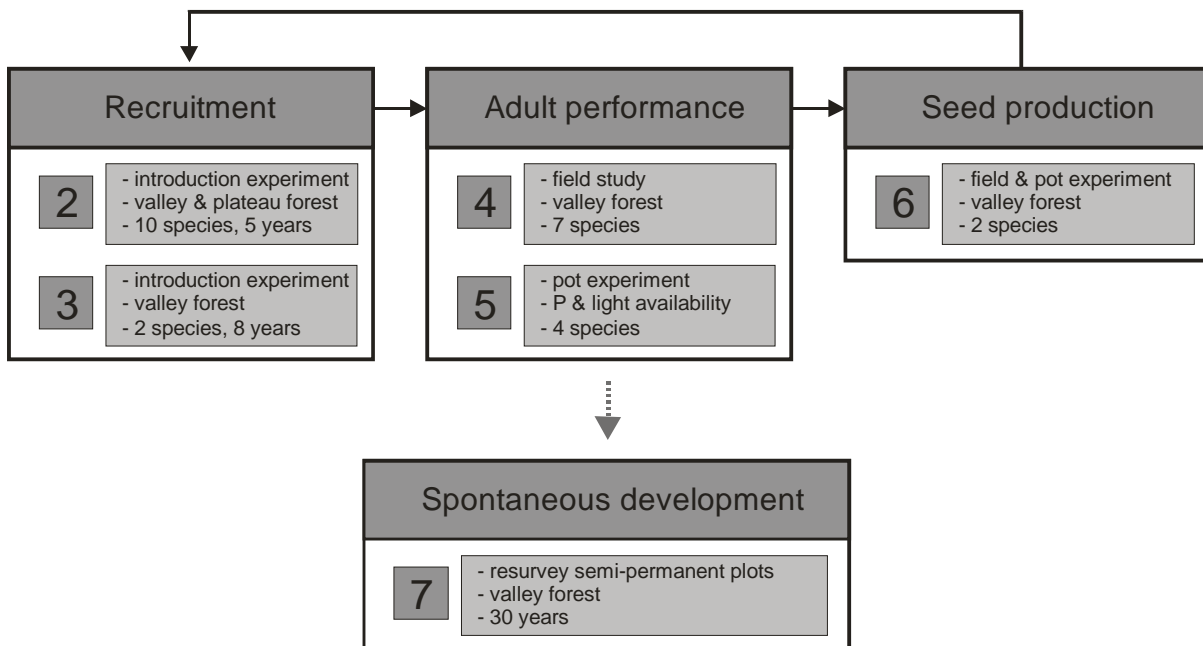 Recruitment
2
- introduction experiment
- valley & plateau forest
- 10 species, 5 years
3
- introduction experiment
- valley forest
- 2 species, 8 years
Adult performance
4
- field study
- valley forest
- 7 species
5
- pot experiment
- P & light availability
- 4 species
Seed production
6
- field & pot experiment
- valley forest
- 2 species
Spontaneous development
7
- resurvey semi-permanent plots
- valley forest
- 30 years